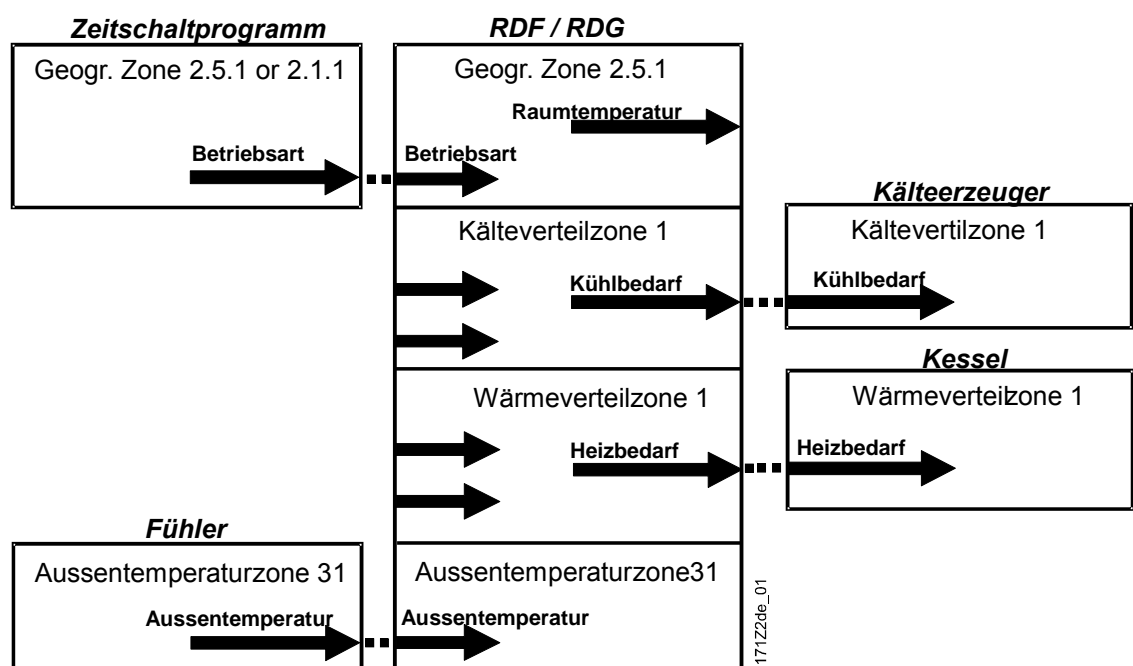 Zeitschaltprogramm
RDF / RDG
Geogr. Zone 2.5.1 or 2.1.1
Geogr. Zone 2.5.1
Raumtemperatur
Betriebsart
Betriebsart
Kälteerzeuger
Kälteverteilzone 1
Kältevertilzone 1
Kühlbedarf
Kühlbedarf
Kessel
Wärmeverteilzone 1
Wärmeverteilzone 1
Heizbedarf
Heizbedarf
Fühler
Aussentemperaturzone 31
Aussentemperaturzone31
Aussentemperatur
Aussentemperatur
171Z2de_01